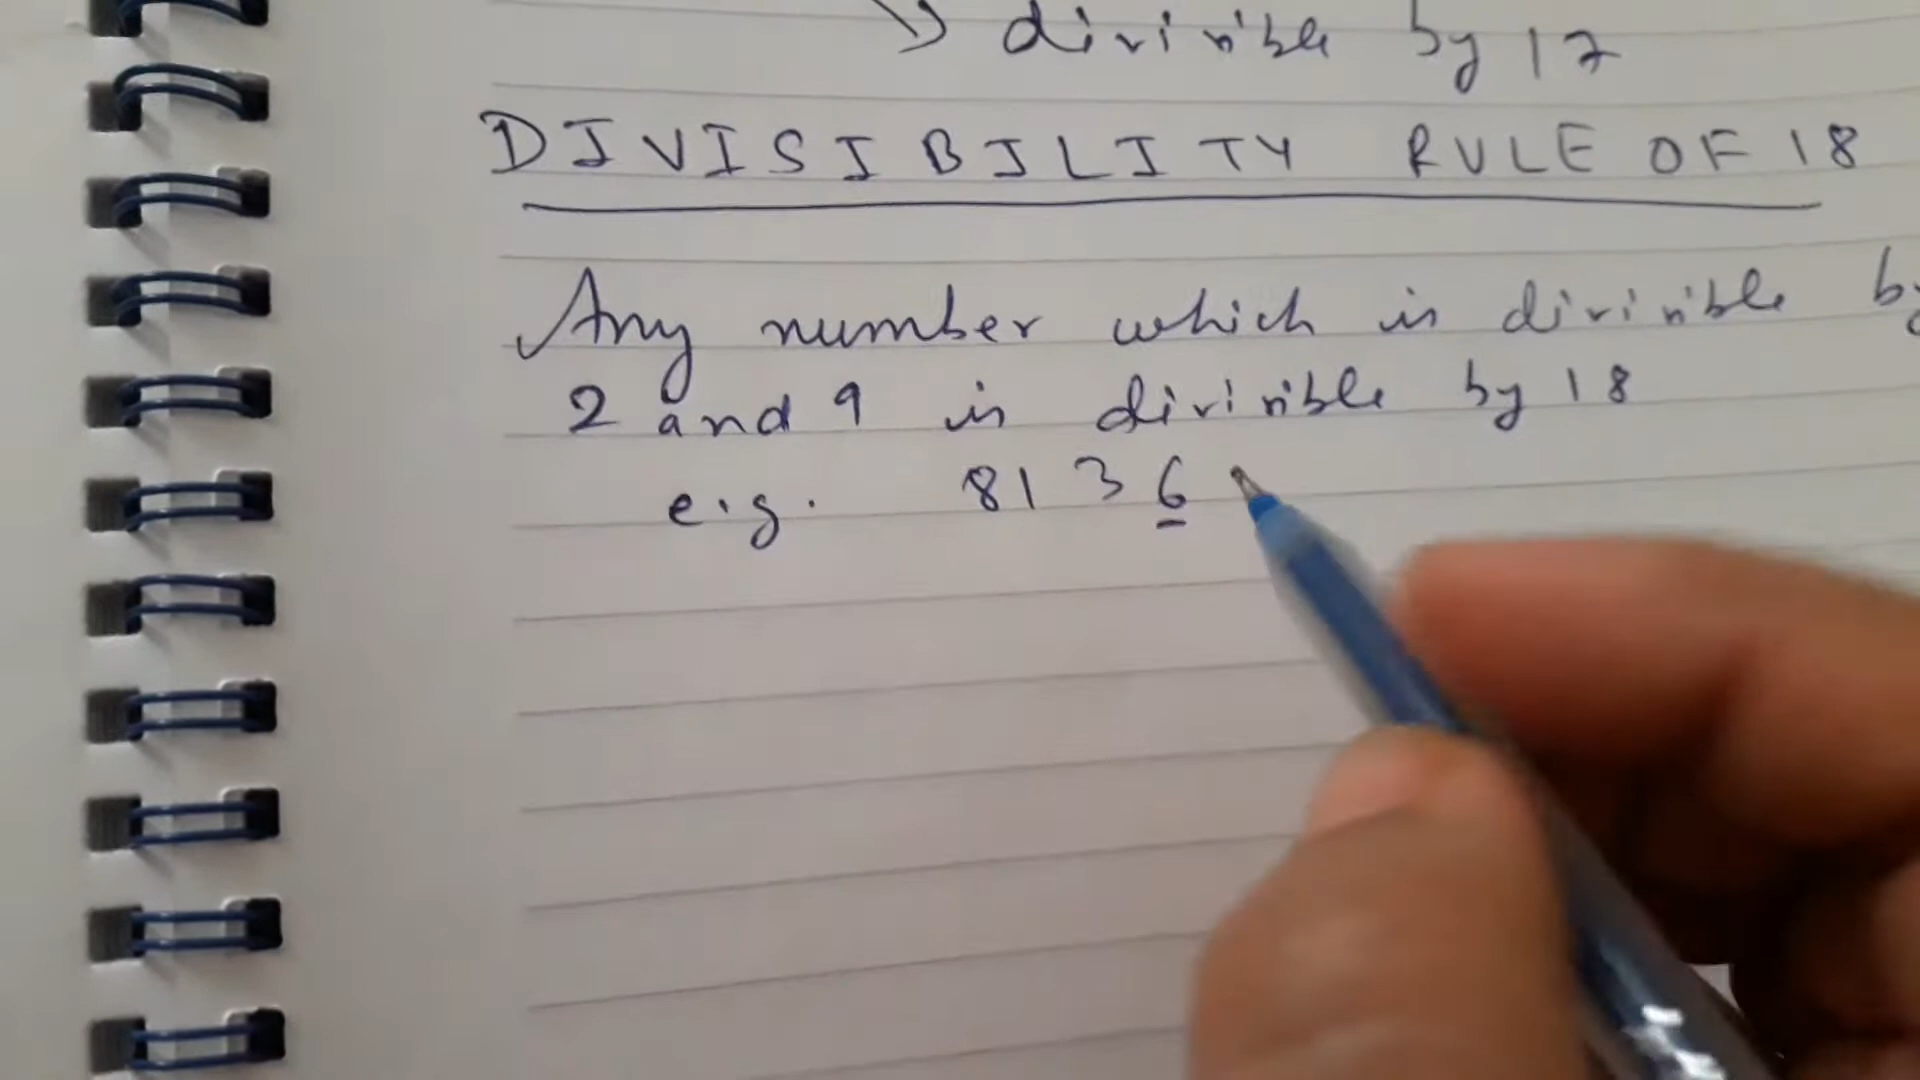 divisible by 17
DIVISIBILITY RULE OF 18
Any number which is divisible by
2 and 9 is divisible by 18
e.g. 8136